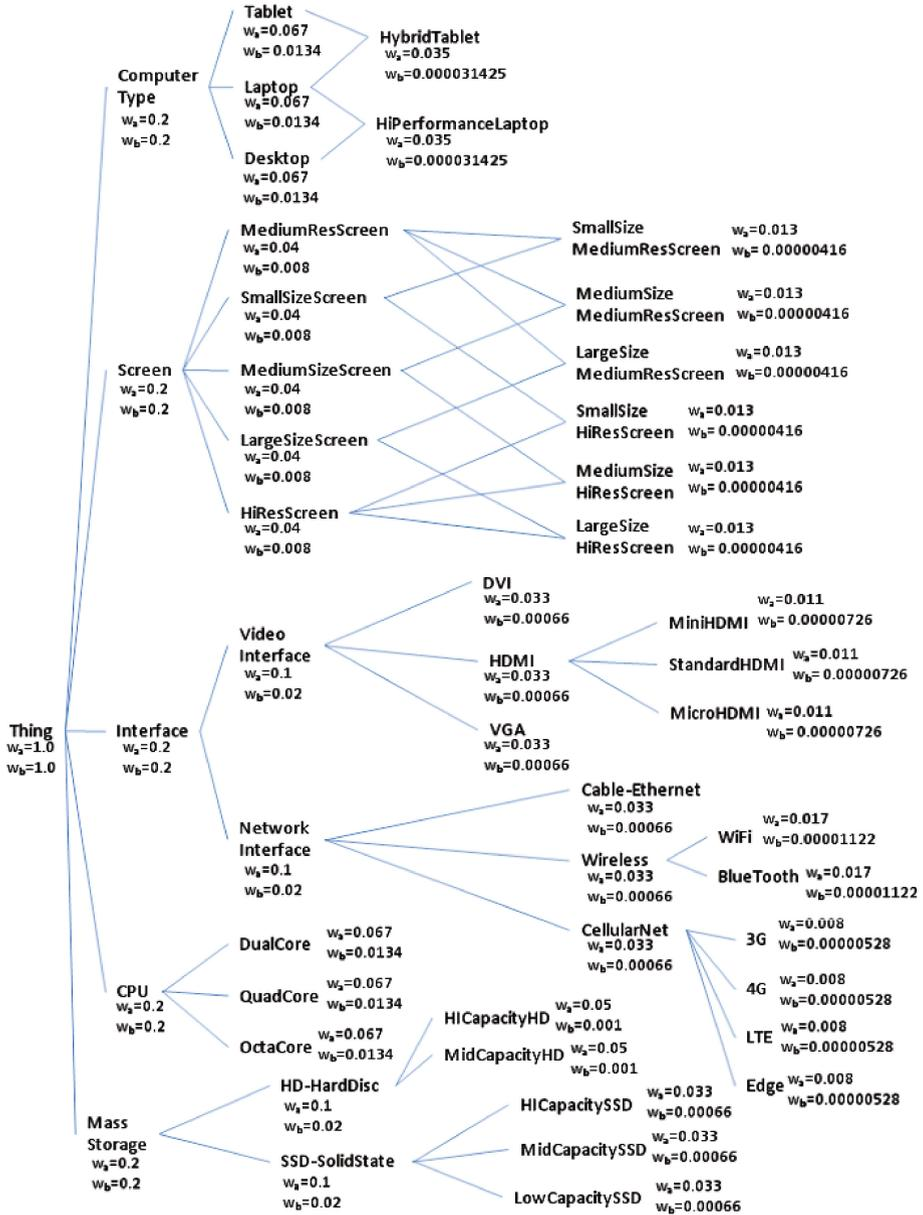 Tablet
wa=0.067
wb= 0.0134
HybridTablet
wa=0.035
wb=0.000031425
Computer
Type
wa=0.2
wb=0.2
Laptop
wa=0.067
wb=0.0134
HiPerformanceLaptop
wa=0.035
wb=0.000031425
Desktop
wa=0.067
wb=0.0134
MediumResScreen
wa=0.04
wb=0.008
SmallSize wa=0.013
MediumResScreen wb= 0.00000416
SmallSizeScreen
wa=0.04
wb=0.008
MediumSize wa=0.013
MediumResScreen wb= 0.00000416
Screen
wa=0.2
wb=0.2
MediumSizeScreen
wa=0.04
wb=0.008
LargeSize wa=0.013
MediumResScreen wb= 0.00000416
LargeSizeScreen
wa=0.04
wb=0.008
SmallSize wa=0.013
HiResScreen wb= 0.00000416
MediumSize wa=0.013
HiResScreen wb= 0.00000416
HiResScreen
wa=0.04
wb=0.008
LargeSize wa=0.013
HiResScreen wb= 0.00000416
DVI
wa=0.033
wb=0.00066
Video
Interface
wa=0.1
wb=0.02
HDMI
wa=0.033
wb=0.00066
MiniHDMI wa=0.011
wb= 0.00000726
StandardHDMI wa=0.011
wb= 0.00000726
MicroHDMI wa=0.011
wb= 0.00000726
VGA
wa=0.033
wb=0.00066
Thing
wa=1.0
wb=1.0
Interface
wa=0.2
wb=0.2
Cable-Ethernet
wa=0.033
wb=0.00066
Network
Interface
wa=0.1
wb=0.02
Wireless
wa=0.033
wb=0.00066
WiFi wa=0.017
wb=0.00001122
BlueTooth wa=0.017
wb=0.00001122
CellularNet
wa=0.033
wb=0.00066
3G wa=0.008
wb=0.00000528
4G wa=0.008
wb=0.00000528
LTE wa=0.008
wb=0.00000528
Edge wa=0.008
wb=0.00000528
CPU
wa=0.2
wb=0.2
DualCore wa=0.067
wb=0.0134
QuadCore wa=0.067
wb=0.0134
OctaCore wa=0.067
wb=0.0134
Mass
Storage
wa=0.2
wb=0.2
HD-HardDisc
wa=0.1
wb=0.02
HICapacityHD wa=0.05
wb=0.001
MidCapacityHD wa=0.05
wb=0.001
SSD-SolidState
wa=0.1
wb=0.02
HICapacitySSD wa=0.033
wb=0.00066
MidCapacitySSD wa=0.033
wb=0.00066
LowCapacitySSD wa=0.033
wb=0.00066